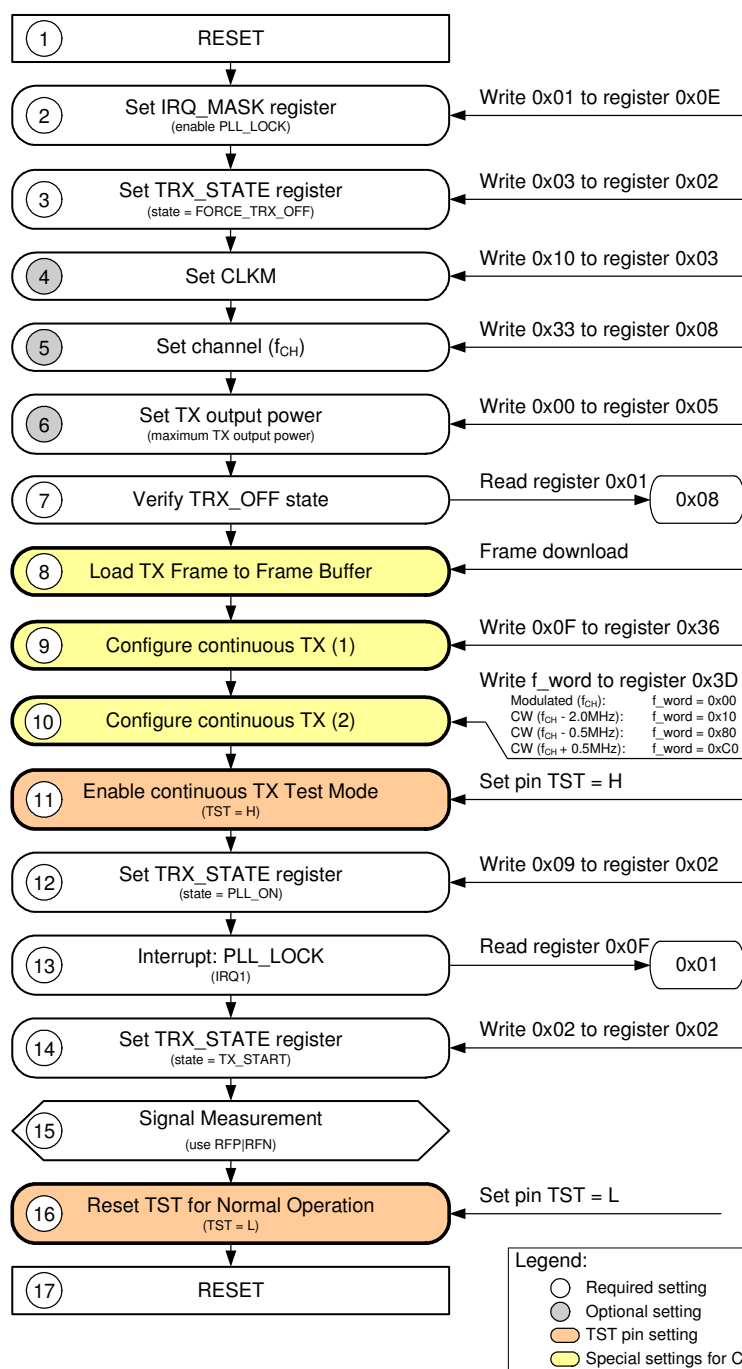 1 RESET
2 Set IRQ_MASK register
(enable PLL_LOCK)
Write 0x01 to register 0x0E
3 Set TRX_STATE register
(state = FORCE_TRX_OFF)
Write 0x03 to register 0x02
4 Set CLKM
Write 0x10 to register 0x03
5 Set channel (fCH)
Write 0x33 to register 0x08
6 Set TX output power
(maximum TX output power)
Write 0x00 to register 0x05
7 Verify TRX_OFF state
Read register 0x01
0x08
8 Load TX Frame to Frame Buffer
Frame download
9 Configure continuous TX (1)
Write 0x0F to register 0x36
10 Configure continuous TX (2)
Write f_word to register 0x3D
Modulated (fCH): f_word = 0x00
CW (fCH - 2.0MHz): f_word = 0x10
CW (fCH - 0.5MHz): f_word = 0x80
CW (fCH + 0.5MHz): f_word = 0xC0
11 Enable continuous TX Test Mode
(TST = H)
Set pin TST = H
12 Set TRX_STATE register
(state = PLL_ON)
Write 0x09 to register 0x02
13 Interrupt: PLL_LOCK
(IRQ1)
Read register 0x0F
0x01
14 Set TRX_STATE register
(state = TX_START)
Write 0x02 to register 0x02
15 Signal Measurement
(use RFP|RFN)
16 Reset TST for Normal Operation
(TST = L)
Set pin TST = L
17 RESET
Legend:
Required setting
Optional setting
TST pin setting
Special settings for C